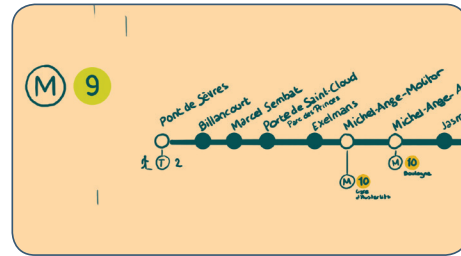 M 9
Pont de Sèvres
Billancourt
Marcel Sembat
Porte de Saint-Cloud
Parc des Princes
Exelmans
Michel-Ange-Molitor
Michel-Ange-A
Jasm
T 2
M 10
Gare
d'Austerlitz
M 10
Boulogne